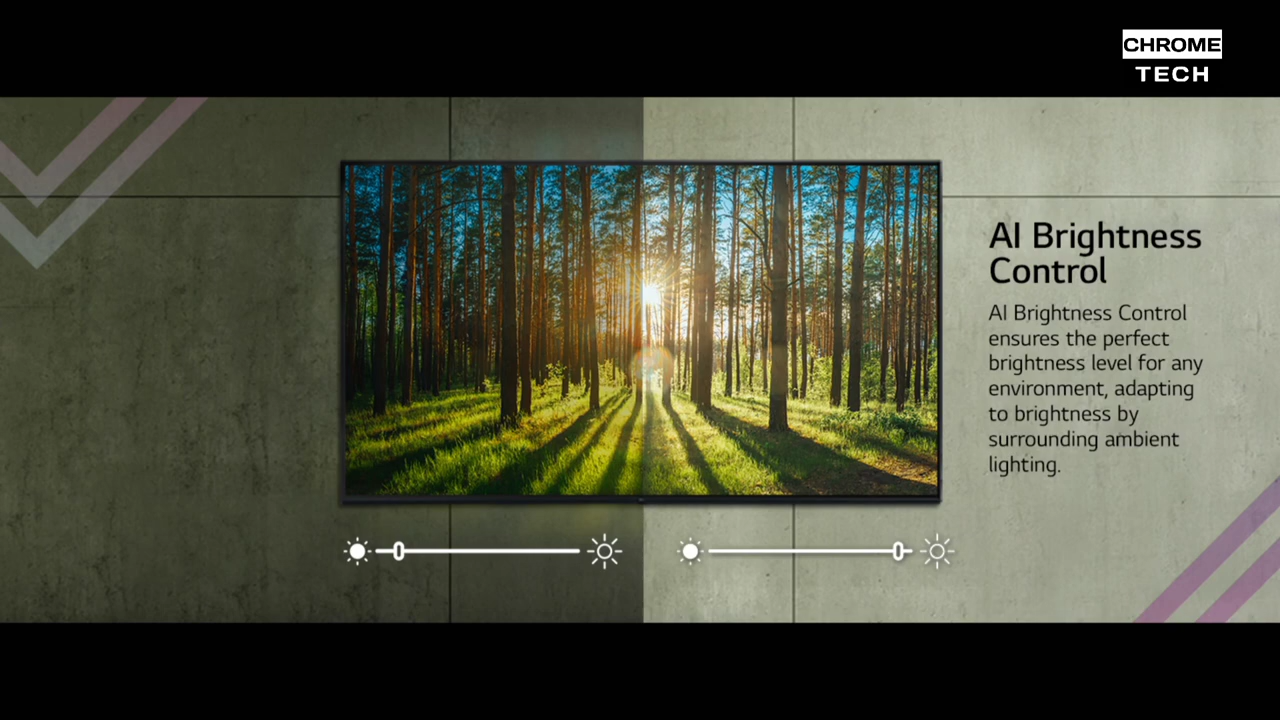 CHROME
TECH
AI Brightness
Control
AI Brightness Control
ensures the perfect
brightness level for any
environment, adapting
to brightness by
surrounding ambient
lighting.